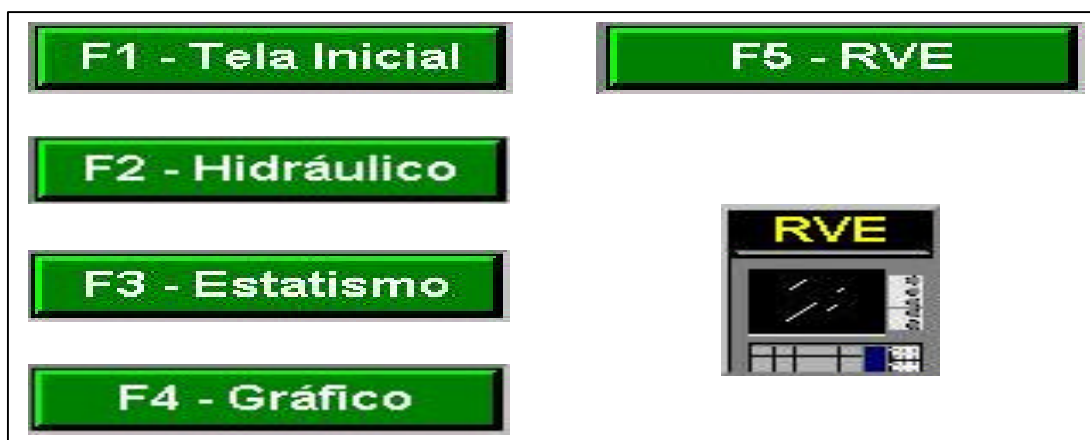 F1 - Tela Inicial
F2 - Hidráulico
F3 - Estatismo
F4 - Gráfico
F5 - RVE
RVE